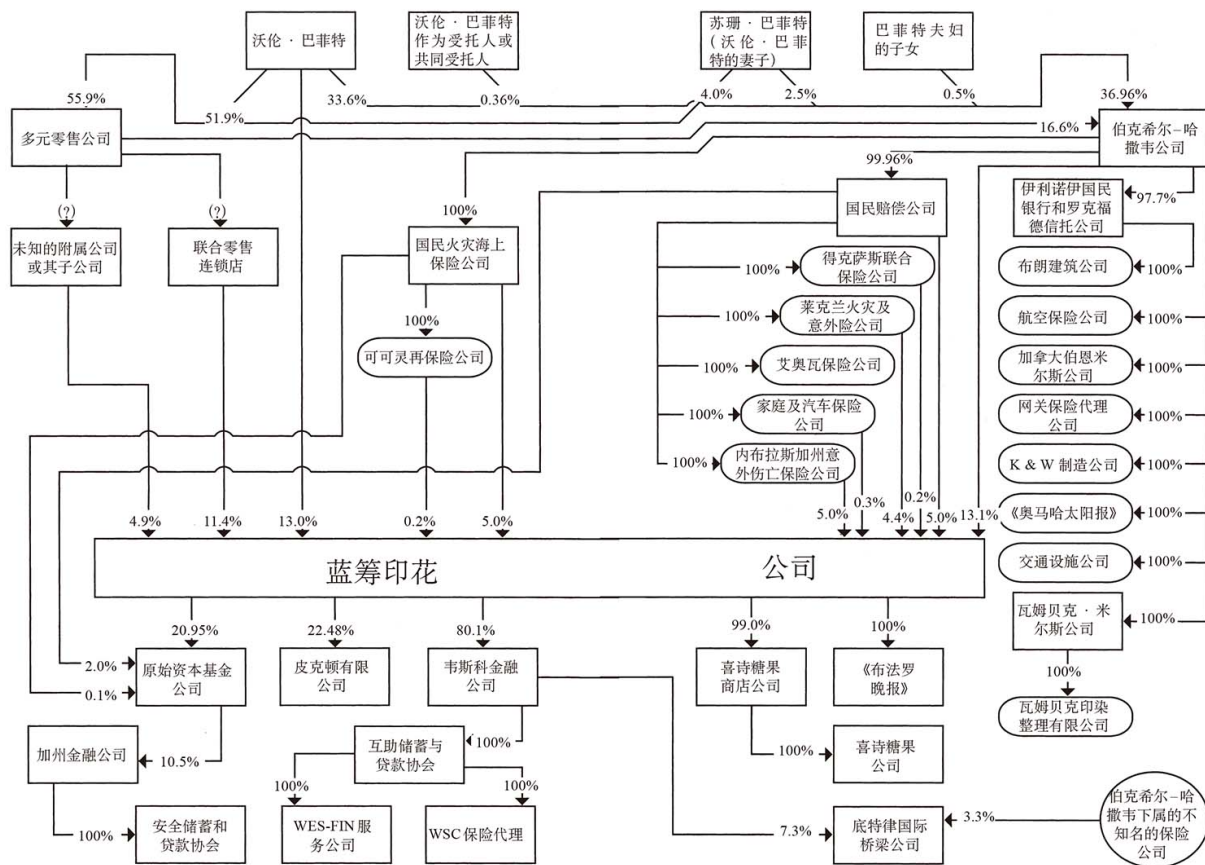 沃伦·巴菲特
沃伦·巴菲特
作为受托人或
共同受托人
苏珊·巴菲特
(沃伦·巴菲
特的妻子)
巴菲特夫妇
的子女
55.9%
51.9%
33.6%
0.36%
4.0%
2.5%
0.5%
36.96%
多元零售公司
16.6%
伯克希尔–哈
撒韦公司
99.96%
(?)
(?)
100%
国民赔偿公司
伊利诺伊国民
银行和罗克福
德信托公司
97.7%
未知的附属公司
或其子公司
联合零售
连锁店
国民火灾海上
保险公司
100%
得克萨斯联合
保险公司
布朗建筑公司
100%
100%
莱克兰火灾及
意外险公司
航空保险公司
100%
100%
可可灵再保险公司
100%
艾奥瓦保险公司
加拿大伯恩米
尔斯公司
100%
100%
家庭及汽车保险
公司
网关保险代理
公司
100%
100%
内布拉斯加州意
外伤亡保险公司
K & W 制造公司
100%
4.9%
11.4%
13.0%
0.2%
5.0%
5.0%
0.3%
4.4%
0.2%
5.0%
13.1%
《奥马哈太阳报》
100%
蓝筹印花
公司
交通设施公司
100%
20.95%
22.48%
80.1%
99.0%
100%
瓦姆贝克·米
尔斯公司
100%
2.0%
0.1%
原始资本基金
公司
皮克顿有限
公司
韦斯科金融
公司
喜诗糖果
商店公司
《布法罗
晚报》
100%
瓦姆贝克印染
整理有限公司
加州金融公司
10.5%
互助储蓄与
贷款协会
100%
100%
喜诗糖果
公司
100%
100%
100%
安全储蓄和
贷款协会
WES-FIN 服
务公司
WSC 保险代理
7.3%
底特律国际
桥梁公司
3.3%
伯克希尔–哈
撒韦下属的不
知名的保险
公司